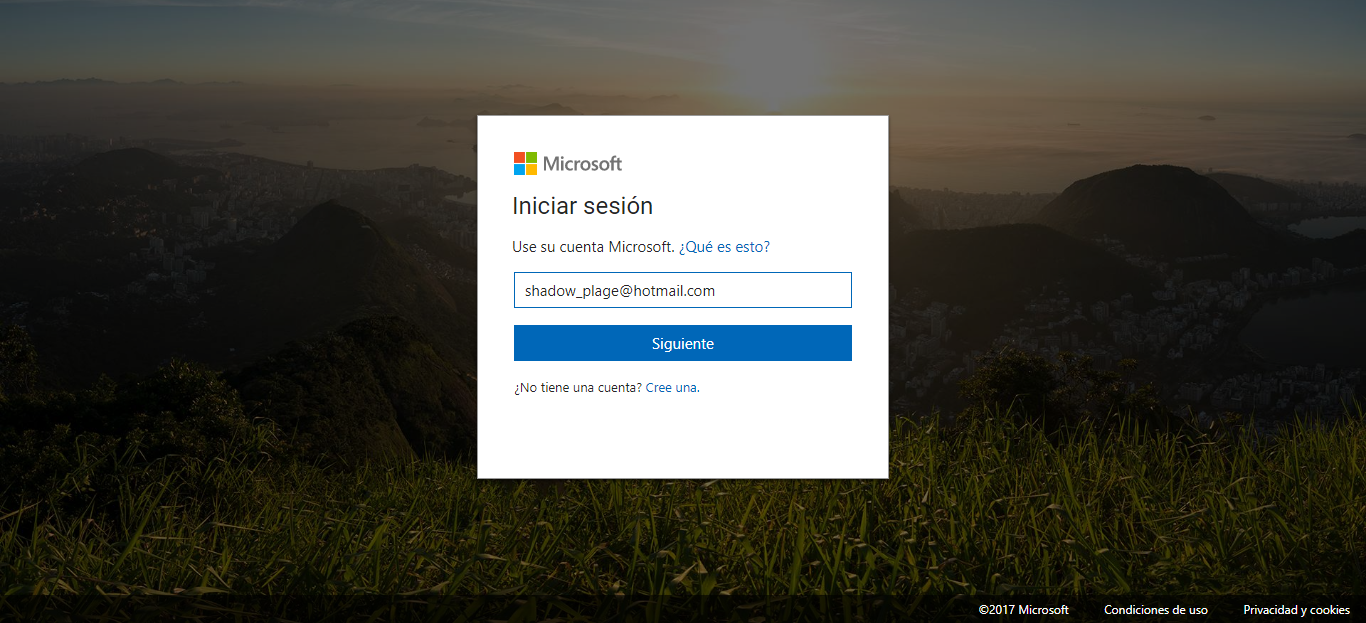 Microsoft
Iniciar sesión
Use su cuenta Microsoft. ¿Qué es esto?
shadow_plage@hotmail.com
Siguiente
¿No tiene una cuenta? Cree una.
©2017 Microsoft Condiciones de uso Privacidad y cookies